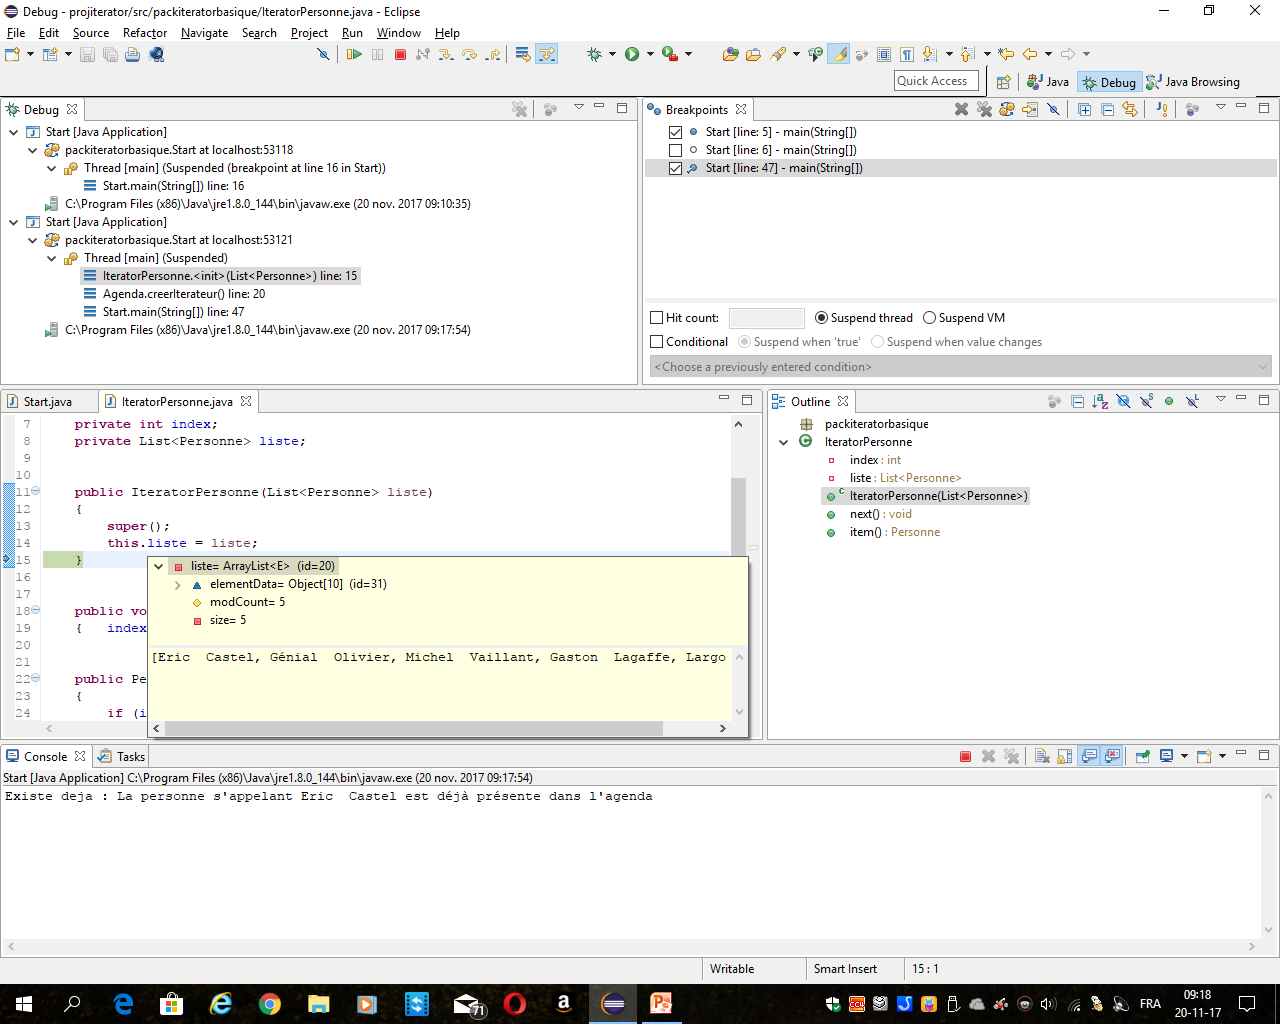 Debug - projiterator/src/packiteratorbasique/IteratorPersonne.java - Eclipse
File Edit Source Refactor Navigate Search Project Run Window Help
Quick Access Java Debug Java Browsing
Debug
Start [Java Application]
packiteratorbasique.Start at localhost:53118
Thread [main] (Suspended (breakpoint at line 16 in Start))
Start.main(String[]) line: 16
C:\Program Files (x86)\Java\jre1.8.0_144\bin\javaw.exe (20 nov. 2017 09:10:35)
Start [Java Application]
packiteratorbasique.Start at localhost:53121
Thread [main] (Suspended)
IteratorPersonne.<init>(List<Personne>) line: 15
Agenda.creerIterateur() line: 20
Start.main(String[]) line: 47
C:\Program Files (x86)\Java\jre1.8.0_144\bin\javaw.exe (20 nov. 2017 09:17:54)
Breakpoints
Start [line: 5] - main(String[])
Start [line: 6] - main(String[])
Start [line: 47] - main(String[])
Hit count: Suspend thread Suspend VM
Conditional Suspend when 'true' Suspend when value changes
<Choose a previously entered condition>
Start.java IteratorPersonne.java
7 private int index;
8 private List<Personne> liste;
9
10
11 public IteratorPersonne(List<Personne> liste)
12 {
13 super();
14 this.liste = liste;
15 }
16
17
18 public vo
19 { index
20
21
22 public Pe
23 {
24 if (i
liste= ArrayList<E> (id=20)
elementData= Object[10] (id=31)
modCount= 5
size= 5
[Eric  Castel, Génial  Olivier, Michel  Vaillant, Gaston  Lagaffe, Largo
Outline
packiteratorbasique
IteratorPersonne
index : int
liste : List<Personne>
IteratorPersonne(List<Personne>)
next() : void
item() : Personne
Console Tasks
Start [Java Application] C:\Program Files (x86)\Java\jre1.8.0_144\bin\javaw.exe (20 nov. 2017 09:17:54)
Existe deja : La personne s'appelant Eric  Castel est déjà présente dans l'agenda
Writable Smart Insert 15 : 1
71
FRA
09:18
20-11-17